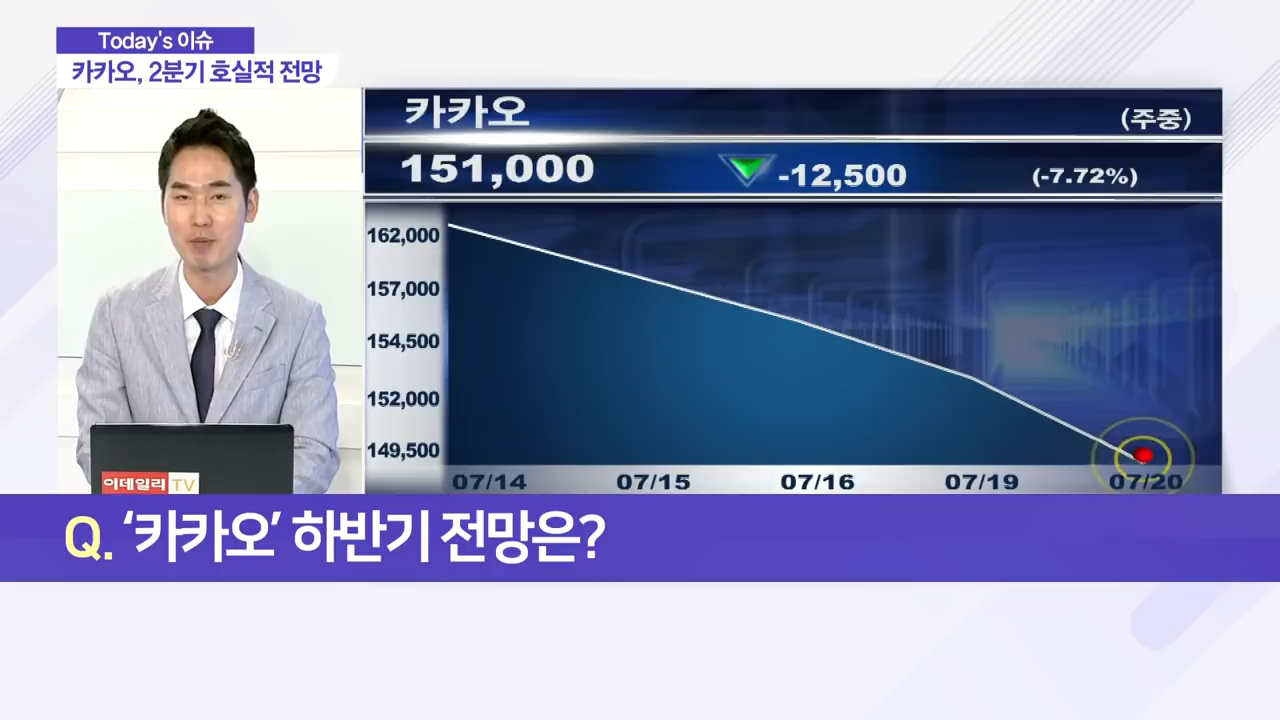 Today's 이슈
카카오, 2분기 호실적 전망
카카오
(주중)
151,000
-12,500
(-7.72%)
162,000
157,000
154,500
152,000
149,500
07/14 07/15 07/16 07/19 07/20
이데일리 TV
Q. ‘카카오’ 하반기 전망은?